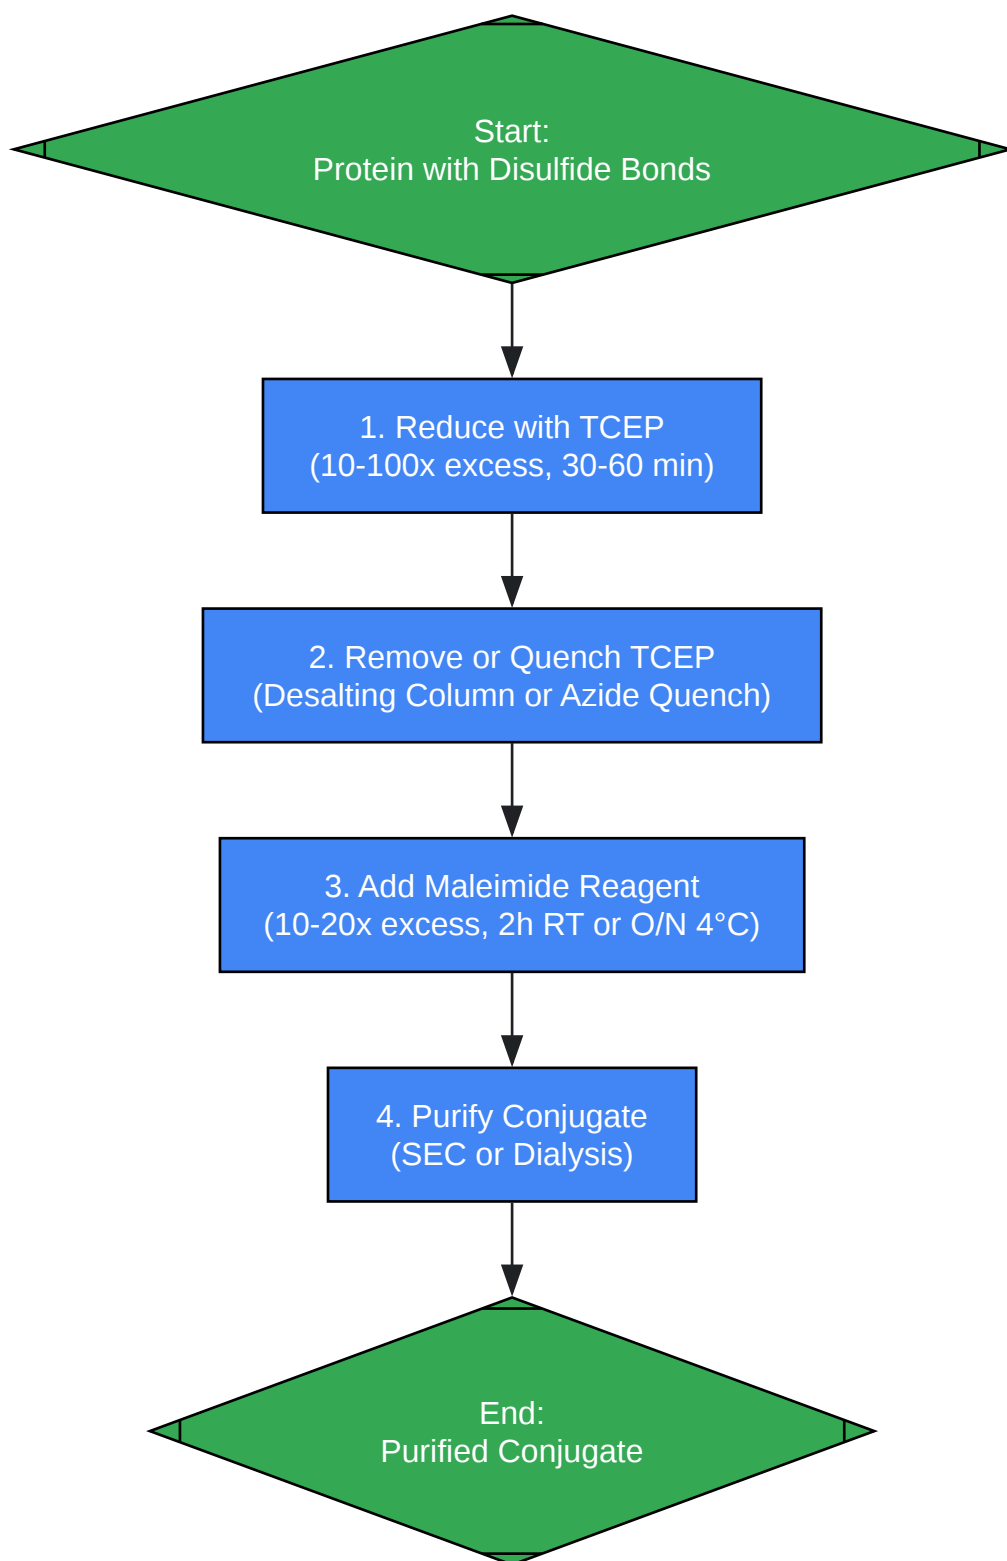 Start:
Protein with Disulfide Bonds
1. Reduce with TCEP
(10-100x excess, 30-60 min)
2. Remove or Quench TCEP
(Desalting Column or Azide Quench)
3. Add Maleimide Reagent
(10-20x excess, 2h RT or O/N 4°C)
4. Purify Conjugate
(SEC or Dialysis)
End:
Purified Conjugate